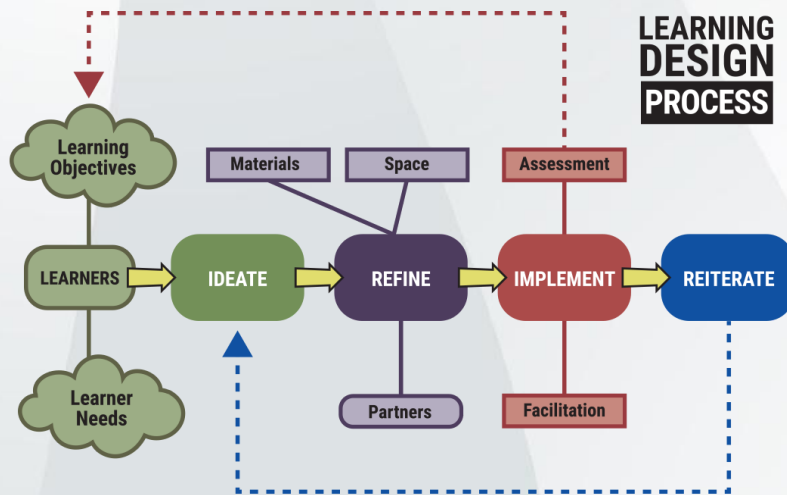 LEARNING
DESIGN
PROCESS
Learning
Objectives
Materials
Space
Assessment
LEARNERS
IDEATE
REFINE
IMPLEMENT
REITERATE
Learner
Needs
Partners
Facilitation